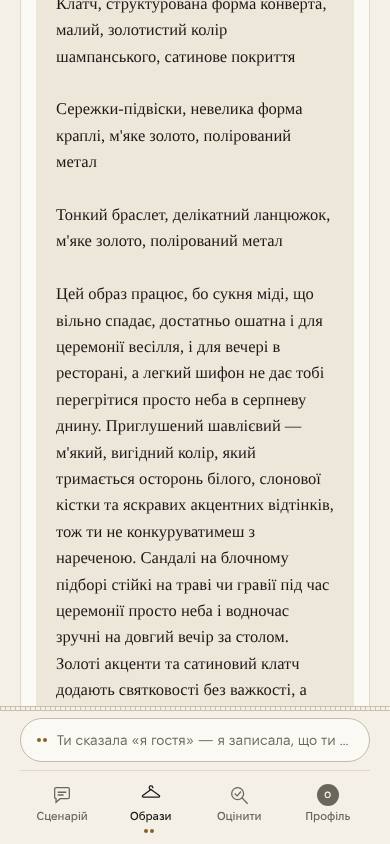 Клатч, структурована форма конверта,
малий, золотистий колір
шампанського, сатинове покриття
Сережки-підвіски, невелика форма
краплі, м'яке золото, полірований
метал
Тонкий браслет, делікатний ланцюжок,
м'яке золото, полірований метал
Цей образ працює, бо сукня міді, що
вільно спадає, достатньо ошатна і для
церемонії весілля, і для вечері в
ресторані, а легкий шифон не дає тобі
перегрітися просто неба в серпневу
днину. Приглушений шавлієвий —
м'який, вигідний колір, який
тримається осторонь білого, слонової
кістки та яскравих акцентних відтінків,
тож ти не конкуруватимеш з
нареченою. Сандалі на блочному
підборі стійкі на траві чи гравії під час
церемонії просто неба і водночас
зручні на довгий вечір за столом.
Золоті акценти та сатиновий клатч
додають святковості без важкості, а
Ти сказала «я гостя» — я записала, що ти ...
Сценарій
Образи
Оцінити
О
Профіль